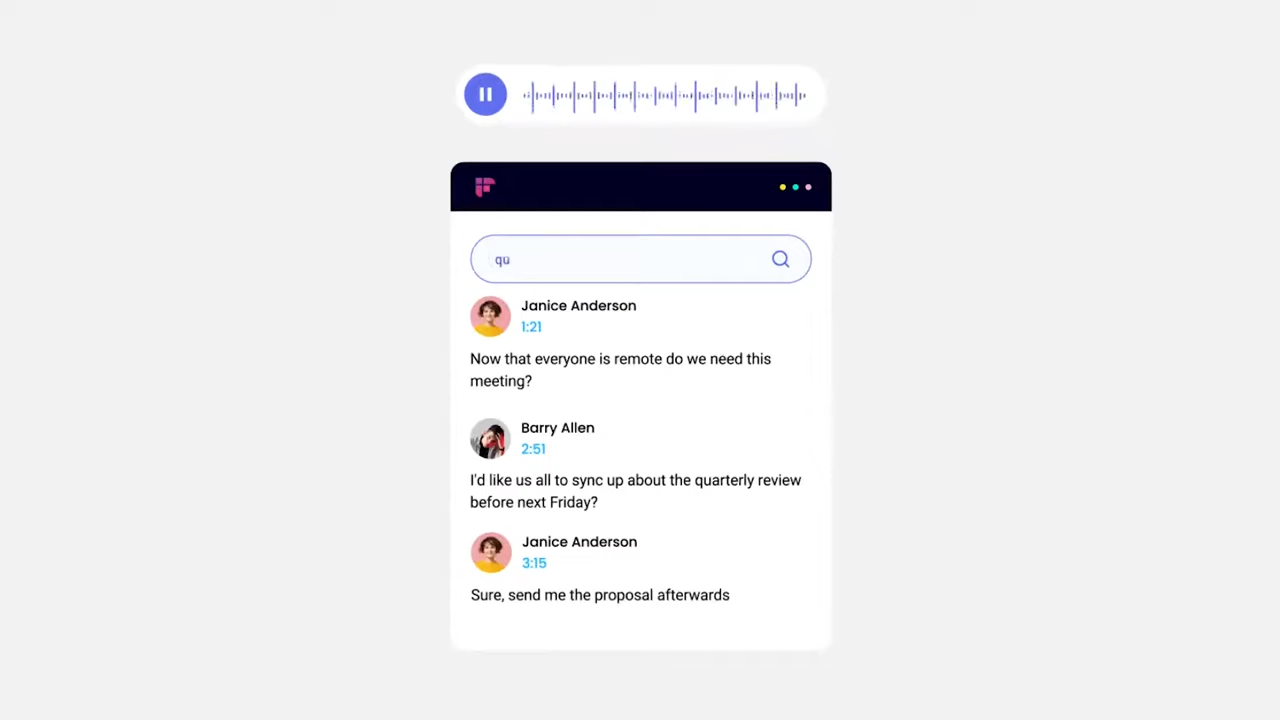 qu
Janice Anderson
1:21
Now that everyone is remote do we need this
meeting?
Barry Allen
2:51
I'd like us all to sync up about the quarterly review
before next Friday?
Janice Anderson
3:15
Sure, send me the proposal afterwards